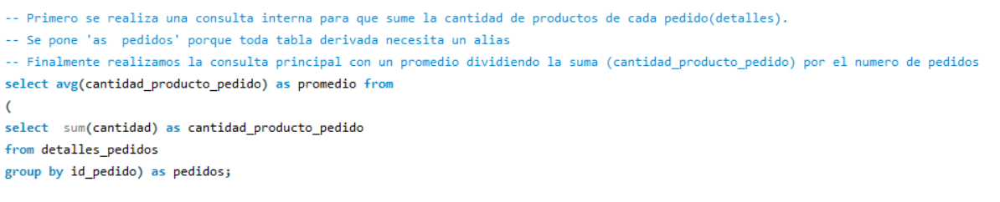 -- Primero se realiza una consulta interna para que sume la cantidad de productos de cada pedido(detalles).
-- Se pone 'as  pedidos' porque toda tabla derivada necesita un alias
-- Finalmente realizamos la consulta principal con un promedio dividiendo la suma (cantidad_producto_pedido) por el numero de pedidos
select avg(cantidad_producto_pedido) as promedio from
(
select  sum(cantidad) as cantidad_producto_pedido
from detalles_pedidos
group by id_pedido) as pedidos;